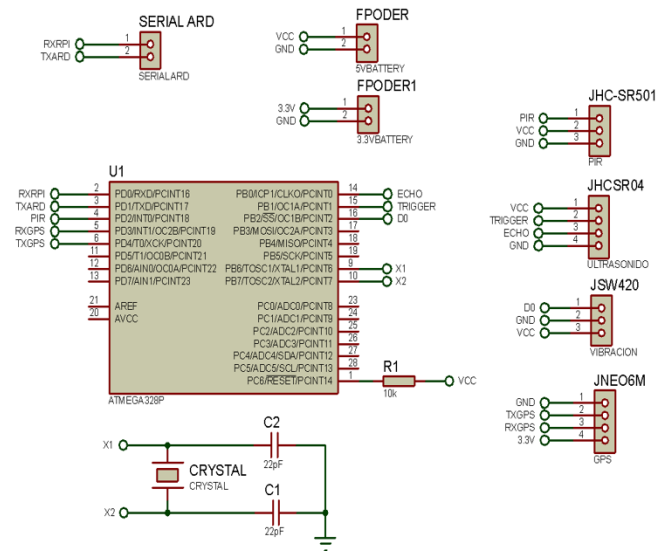 SERIAL ARD
RXRPI 1
TXARD 2
SERIALARD
FPODER
VCC 1
GND 2
5VBATTERY
FPODER1
3.3V 1
GND 2
3.3VBATTERY
JHC-SR501
PIR 1
VCC 2
GND 3
PIR
U1
RXRPI 2 PD0/RXD/PCINT16 PB0/ICP1/CLKO/PCINT0 14 ECHO
TXARD 3 PD1/TXD/PCINT17 PB1/OC1A/PCINT1 15 TRIGGER
PIR 4 PD2/INT0/PCINT18 PB2/SS/OC1B/PCINT2 16 D0
RXGPS 5 PD3/INT1/OC2B/PCINT19 PB3/MOSI/OC2A/PCINT3 17
TXGPS 6 PD4/T0/XCK/PCINT20 PB4/MISO/PCINT4 18
11 PD5/T1/OC0B/PCINT21 PB5/SCK/PCINT5 19
12 PD6/AIN0/OC0A/PCINT22 PB6/TOSC1/XTAL1/PCINT6 9 X1
13 PD7/AIN1/PCINT23 PB7/TOSC2/XTAL2/PCINT7 10 X2
21 AREF PC0/ADC0/PCINT8 23
20 AVCC PC1/ADC1/PCINT9 24
PC2/ADC2/PCINT10 25
PC3/ADC3/PCINT11 26
PC4/ADC4/SDA/PCINT12 27
PC5/ADC5/SCL/PCINT13 28
PC6/RESET/PCINT14 1
ATMEGA328P
R1
10k
VCC
JHCSR04
VCC 1
TRIGGER 2
ECHO 3
GND 4
ULTRASONIDO
JSW420
D0 1
GND 2
VCC 3
VIBRACION
JNEO6M
GND 1
TXGPS 2
RXGPS 3
3.3V 4
GPS
X1
C2
22pF
CRYSTAL
CRYSTAL
X2
C1
22pF